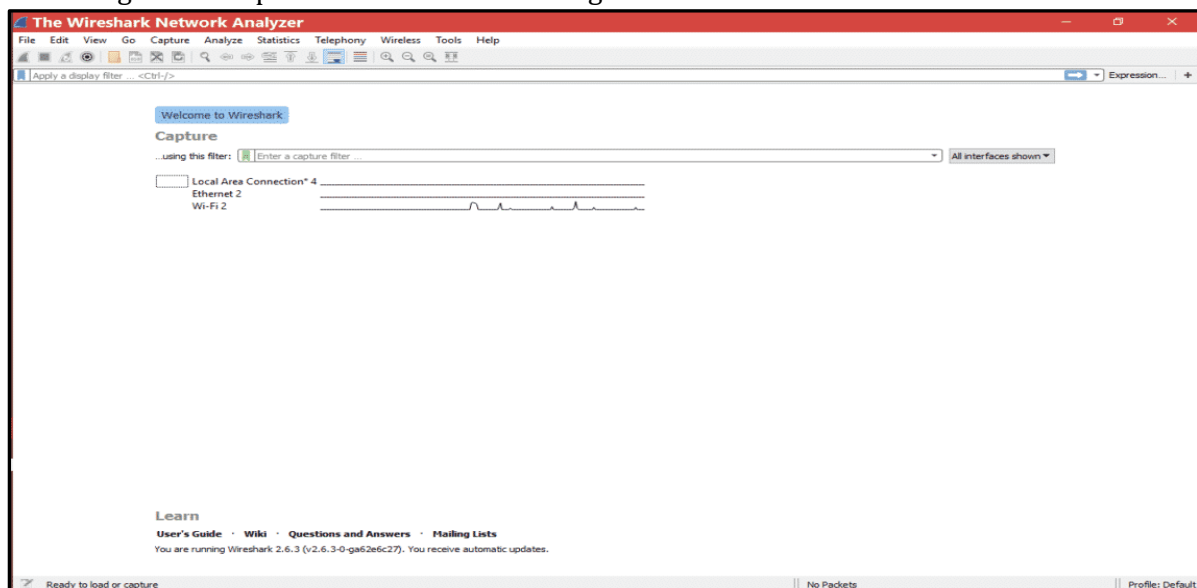 The Wireshark Network Analyzer
File Edit View Go Capture Analyze Statistics Telephony Wireless Tools Help
Apply a display filter ... <Ctrl-/> Expression... +
Welcome to Wireshark
Capture
...using this filter: Enter a capture filter ... All interfaces shown
Local Area Connection* 4
Ethernet 2
Wi-Fi 2
Learn
User's Guide · Wiki · Questions and Answers · Mailing Lists
You are running Wireshark 2.6.3 (v2.6.3-0-ga62e6c27). You receive automatic updates.
Ready to load or capture No Packets Profile: Default